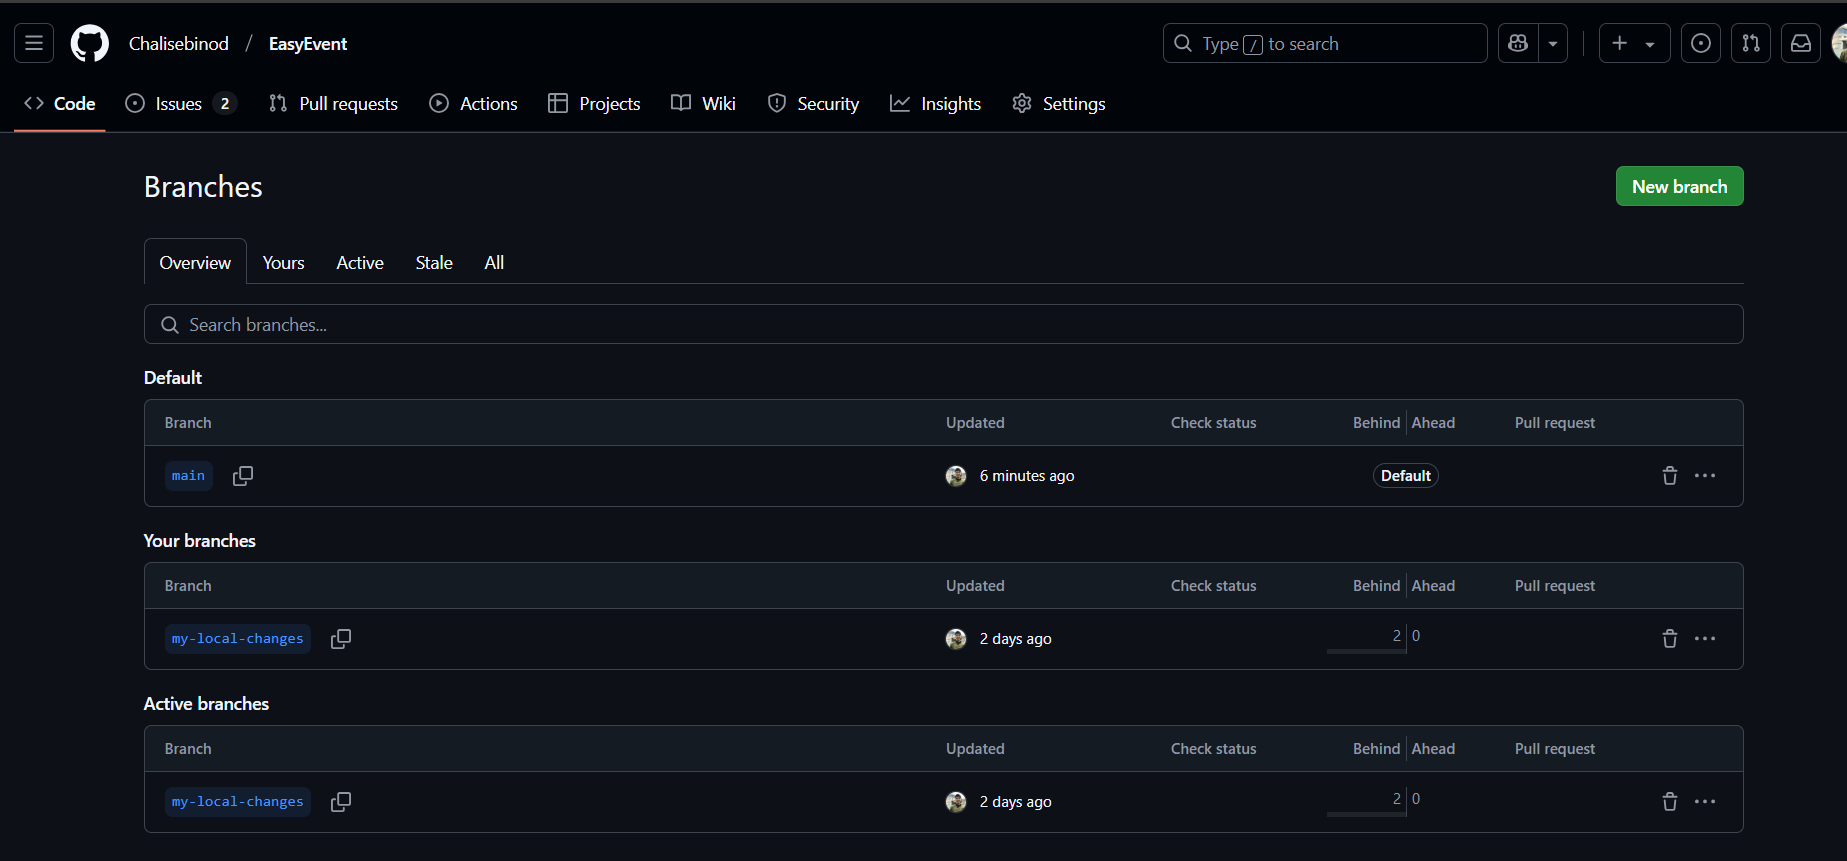 Chalisebinod / EasyEvent
Type / to search
Code
Issues 2
Pull requests
Actions
Projects
Wiki
Security
Insights
Settings
Branches
New branch
Overview
Yours
Active
Stale
All
Search branches...
Default
Branch Updated Check status Behind Ahead Pull request
main 6 minutes ago Default
Your branches
Branch Updated Check status Behind Ahead Pull request
my-local-changes 2 days ago 2 0
Active branches
Branch Updated Check status Behind Ahead Pull request
my-local-changes 2 days ago 2 0